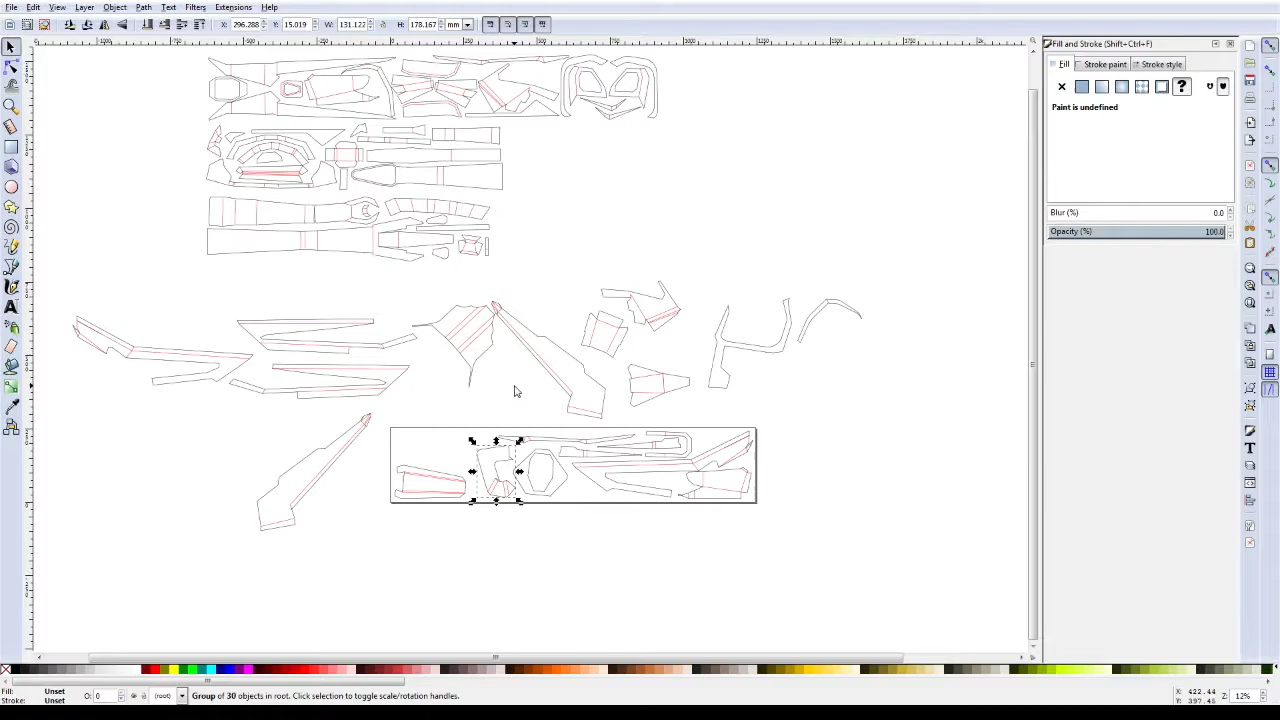 File Edit View Layer Object Path Text Filters Extensions Help
X: 296.288 Y: 15.019 W: 131.122 H: 178.167 mm
Fill and Stroke (Shift+Ctrl+F)
Fill Stroke paint Stroke style
?
Paint is undefined
Blur (%) 0.0
Opacity (%) 100.0
Fill: Unset
Stroke: Unset
O: 0
(root)
Group of 30 objects in root. Click selection to toggle scale/rotation handles.
X: 422.44
Y: 397.45
Z: 12%